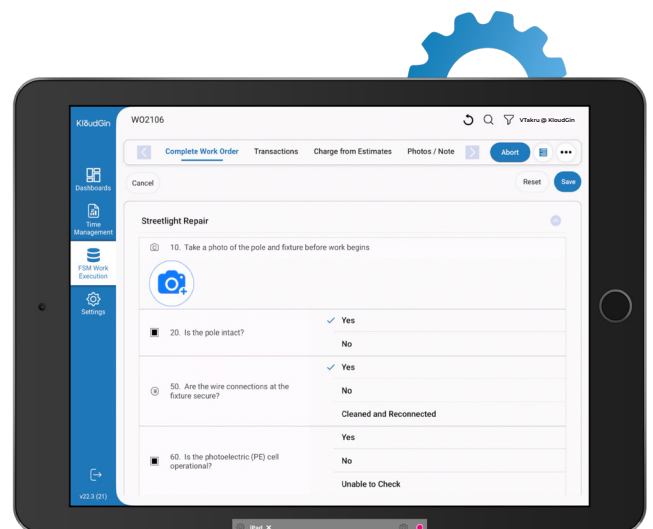 KloudGin
WO2106
VTakru @ KloudGin
Complete Work Order
Transactions
Charge from Estimates
Photos / Note
Abort
Cancel
Reset
Save
Dashboards
Time
Management
FSM Work
Execution
Settings
v22.3 (21)
Streetlight Repair
10. Take a photo of the pole and fixture before work begins
20. Is the pole intact?
Yes
No
50. Are the wire connections at the
fixture secure?
Yes
No
Cleaned and Reconnected
60. Is the photoelectric (PE) cell
operational?
Yes
No
Unable to Check
iPad